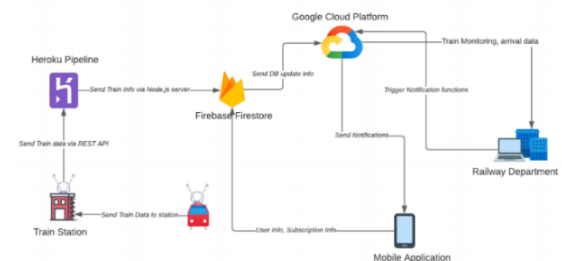 Google Cloud Platform
Heroku Pipeline
Train Monitoring, arrival data
Send DB update info
Send Train info via Node.js server
Trigger Notification functions
Firebase Firestore
Send Notifications
Send Train data via REST API
Railway Department
Send Train Data to station
Train Station
User Info, Subscription Info
Mobile Application